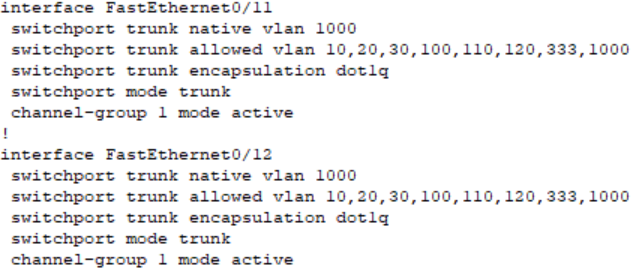 interface FastEthernet0/11
switchport trunk native vlan 1000
switchport trunk allowed vlan 10,20,30,100,110,120,333,1000
switchport trunk encapsulation dot1q
switchport mode trunk
channel-group 1 mode active
!
interface FastEthernet0/12
switchport trunk native vlan 1000
switchport trunk allowed vlan 10,20,30,100,110,120,333,1000
switchport trunk encapsulation dot1q
switchport mode trunk
channel-group 1 mode active